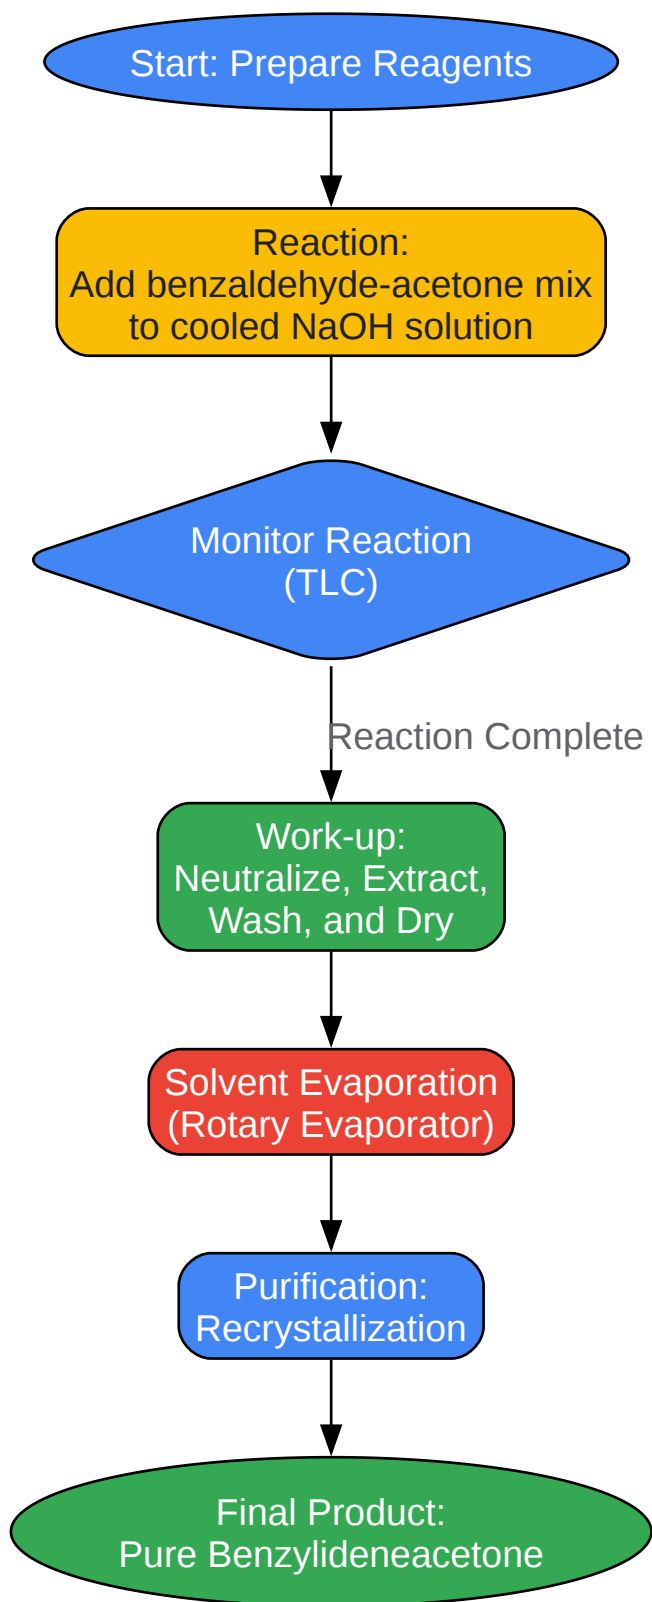 Start: Prepare Reagents
Reaction:
Add benzaldehyde-acetone mix
to cooled NaOH solution
Monitor Reaction
(TLC)
Reaction Complete
Work-up:
Neutralize, Extract,
Wash, and Dry
Solvent Evaporation
(Rotary Evaporator)
Purification:
Recrystallization
Final Product:
Pure Benzylideneacetone